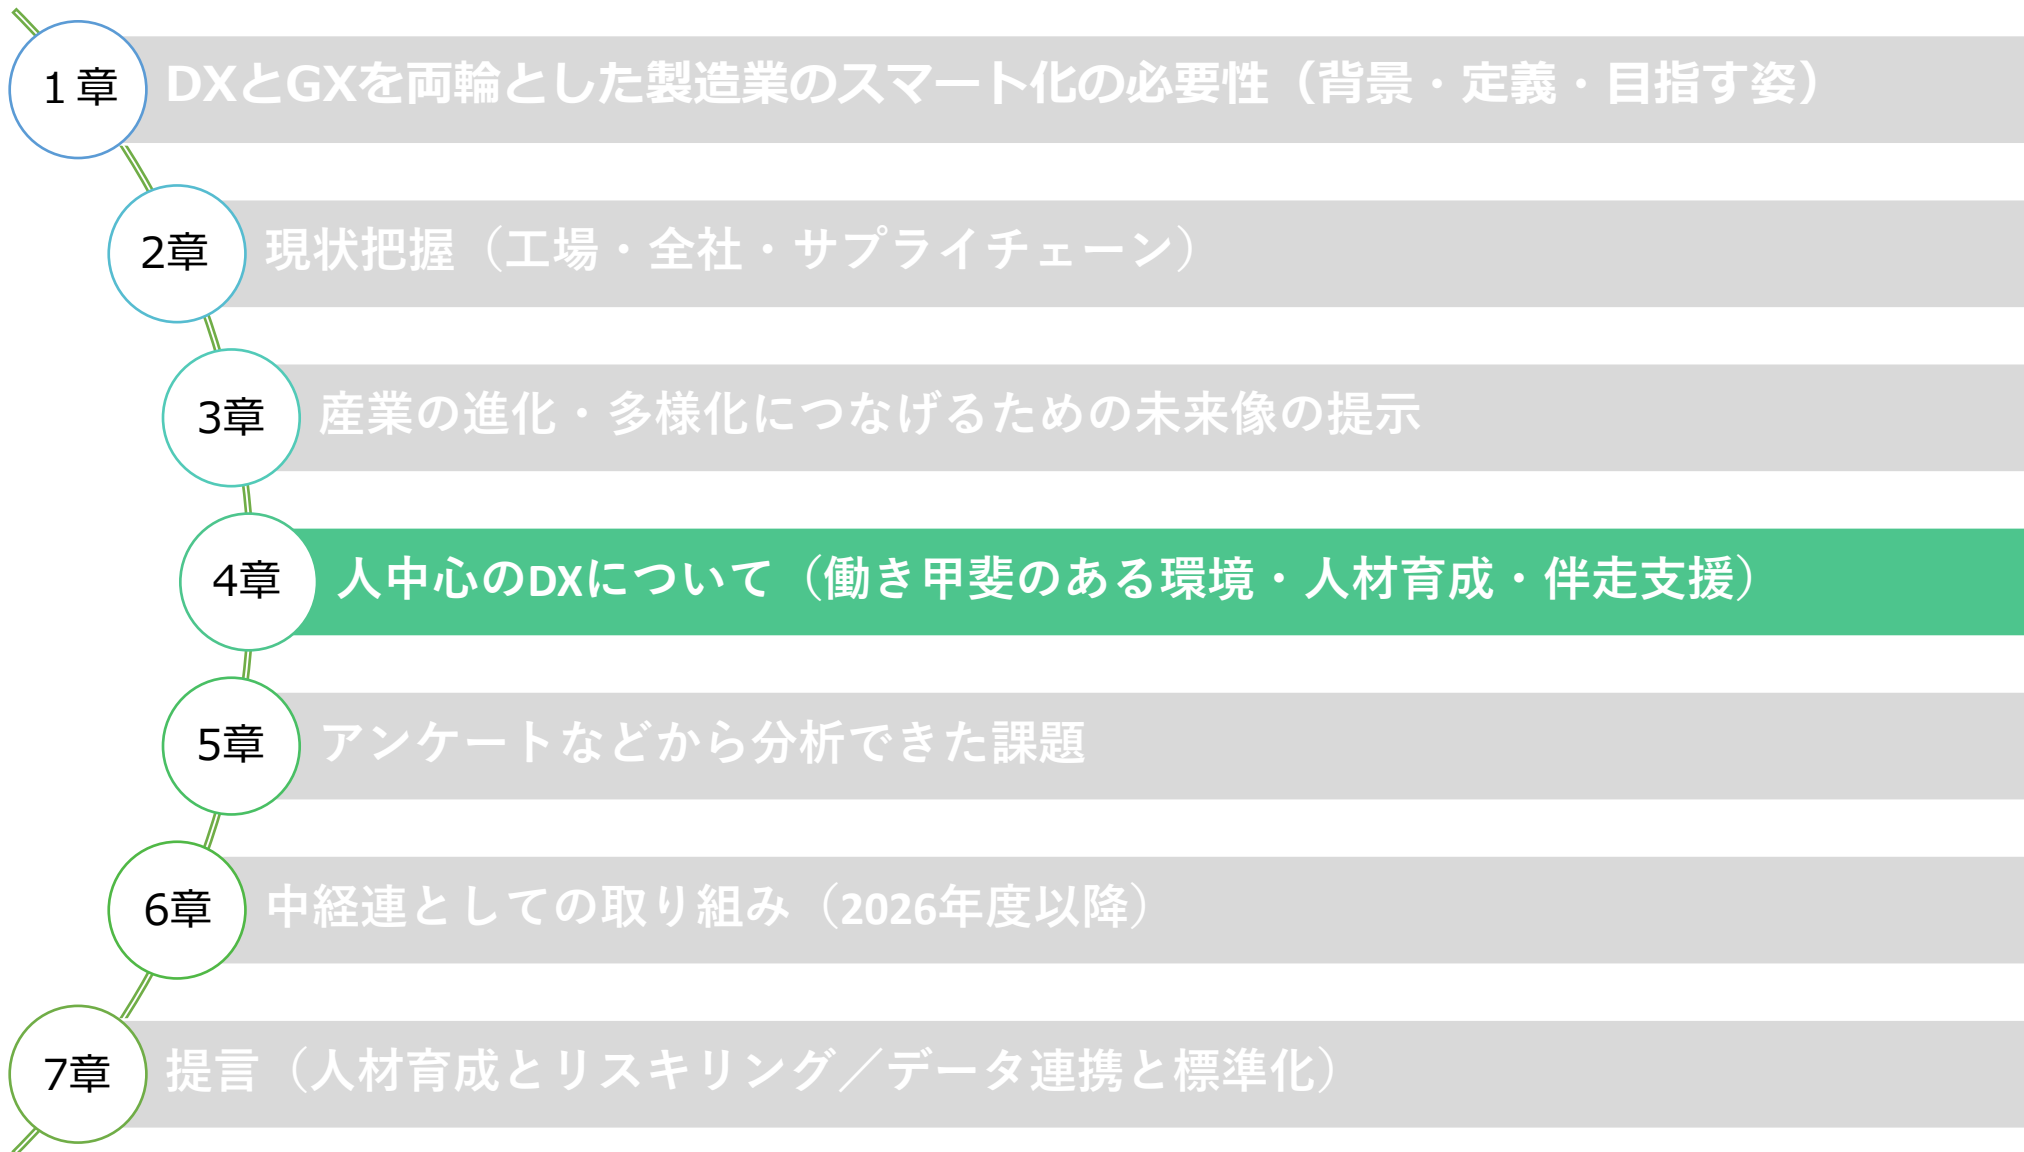 １章 DXとGXを両輪とした製造業のスマート化の必要性（背景・定義・目指す姿）
2章 現状把握（工場・全社・サプライチェーン）
3章 産業の進化・多様化につなげるための未来像の提示
4章 人中心のDXについて（働き甲斐のある環境・人材育成・伴走支援）
5章 アンケートなどから分析できた課題
6章 中経連としての取り組み（2026年度以降）
7章 提言（人材育成とリスキリング／データ連携と標準化）